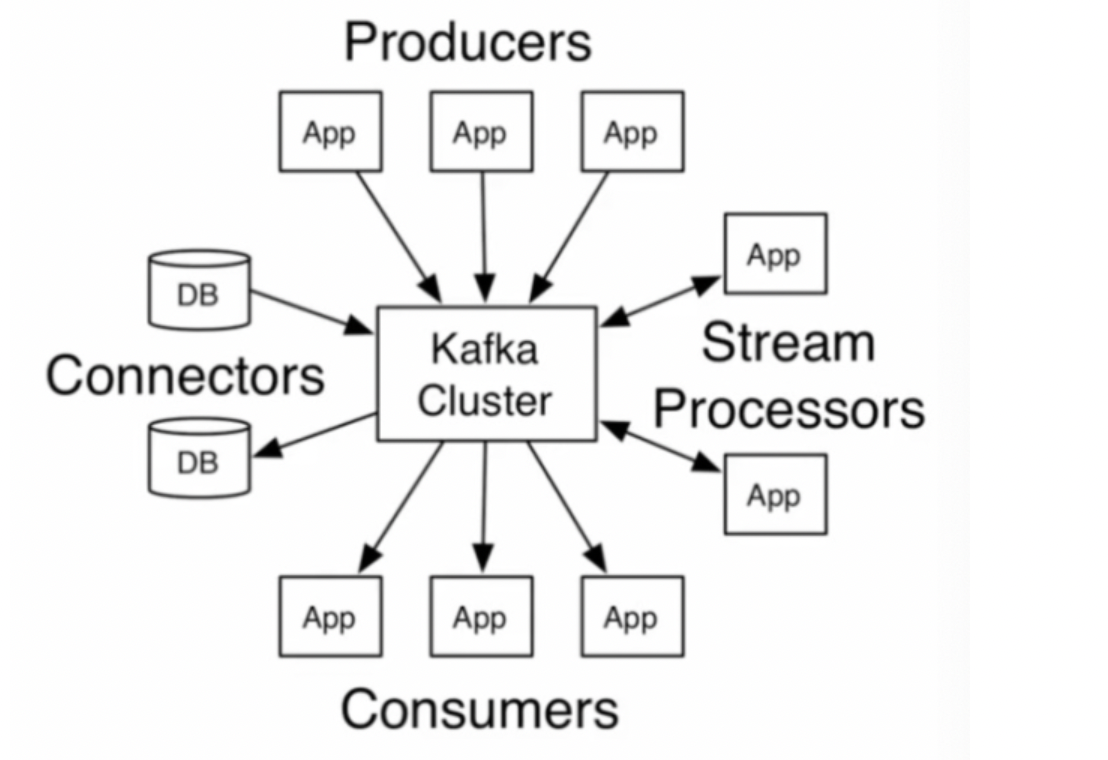 Producers
App
App
App
App
DB
Kafka
Cluster
Stream
Processors
Connectors
DB
App
App
App
App
Consumers